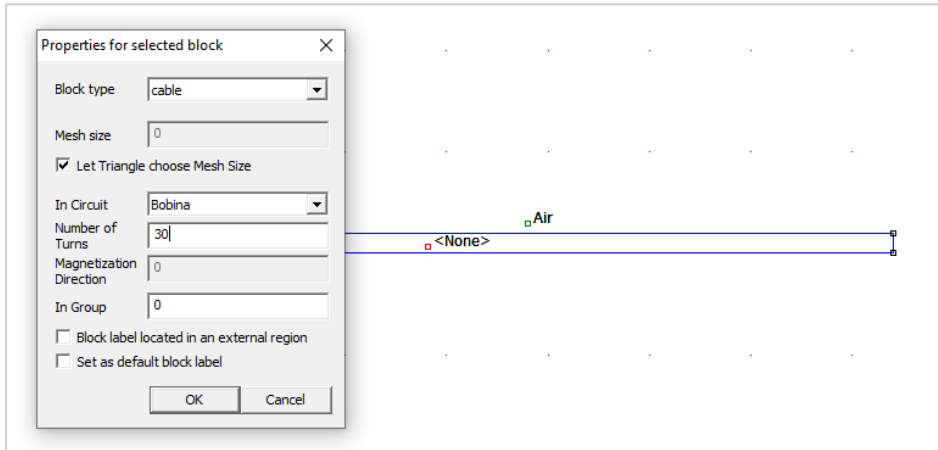 Properties for selected block
Block type
cable
Mesh size
0
Let Triangle choose Mesh Size
In Circuit
Bobina
Number of
Turns
30
Magnetization
Direction
0
In Group
0
Block label located in an external region
Set as default block label
OK
Cancel
Air
<None>